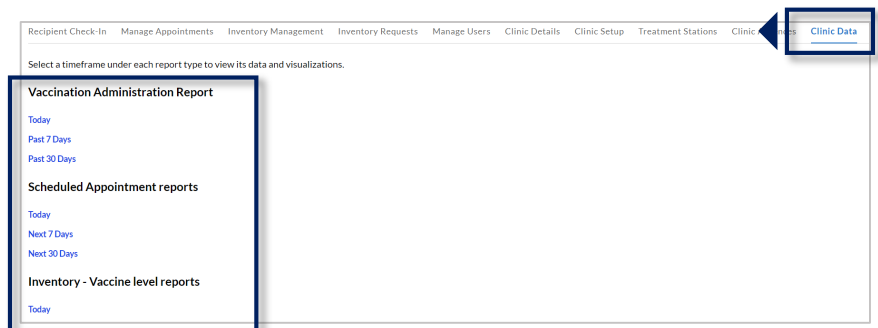 Recipient Check-In Manage Appointments Inventory Management Inventory Requests Manage Users Clinic Details Clinic Setup Treatment Stations Clinic Clinic Data
Select a timeframe under each report type to view its data and visualizations.
Vaccination Administration Report
Today
Past 7 Days
Past 30 Days
Scheduled Appointment reports
Today
Next 7 Days
Next 30 Days
Inventory - Vaccine level reports
Today